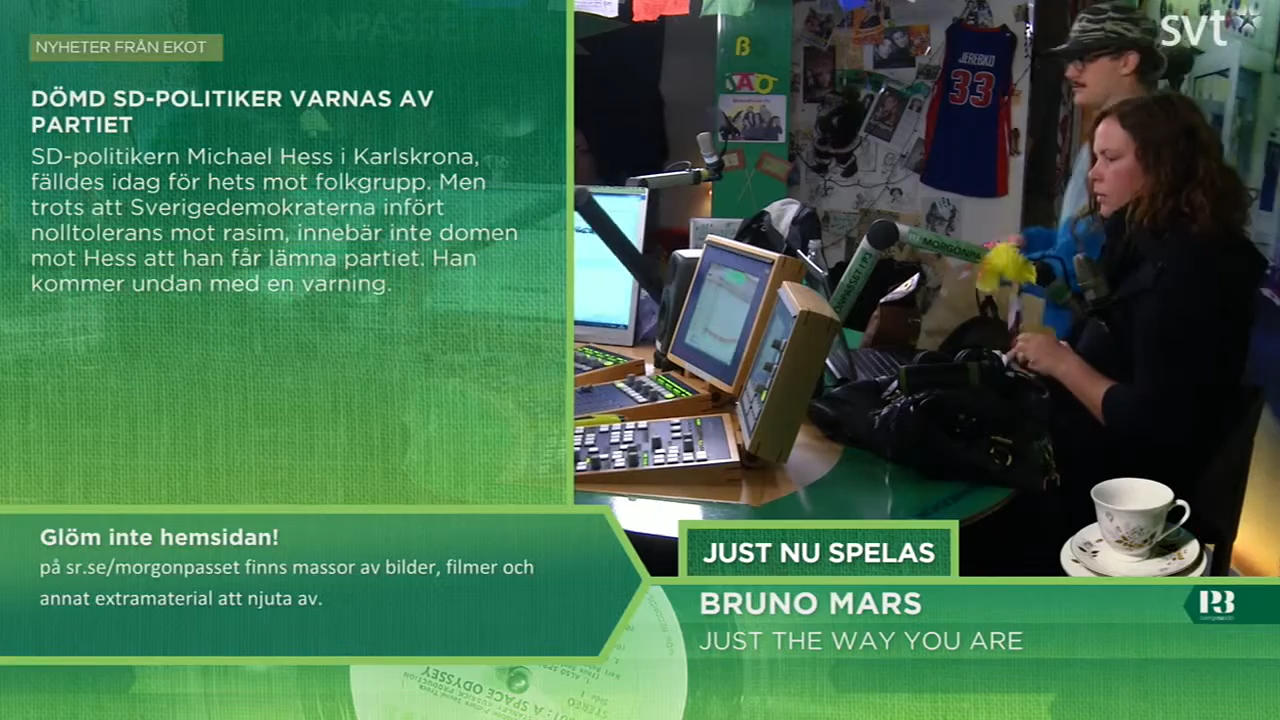 NYHETER FRÅN EKOT
DÖMD SD-POLITIKER VARNAS AV
PARTIET
SD-politikern Michael Hess i Karlskrona,
fälldes idag för hets mot folkgrupp. Men
trots att Sverigedemokraterna infört
nolltolerans mot rasim, innebär inte domen
mot Hess att han får lämna partiet. Han
kommer undan med en varning.
svt
JEREBKO
33
MORGONPA
Glöm inte hemsidan!
på sr.se/morgonpasset finns massor av bilder, filmer och
annat extramaterial att njuta av.
JUST NU SPELAS
BRUNO MARS
JUST THE WAY YOU ARE
P3
A SPACE ODYSSEY
STEREO